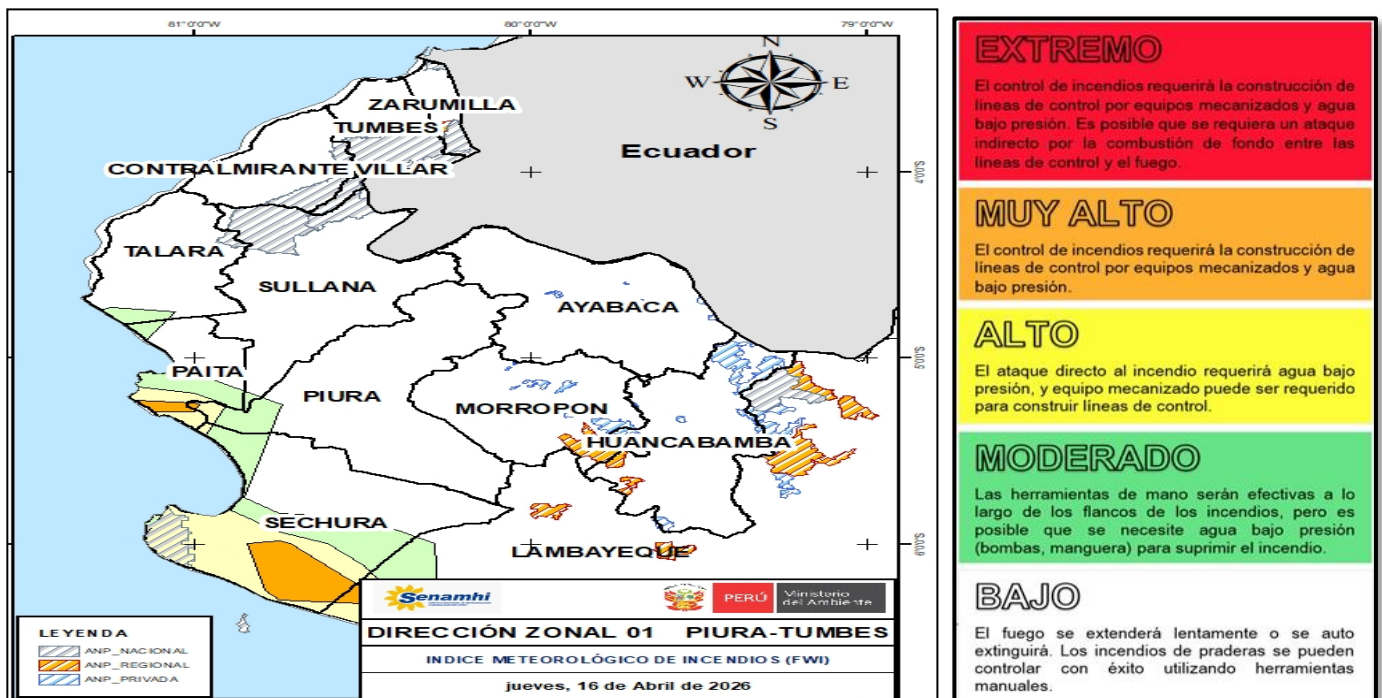 81°0'0"W
80°0'0"W
79°0'0"W
N
W
E
S
ZARUMILLA
TUMBES
Ecuador
CONTRALMIRANTE VILLAR
4°0'0"S
TALARA
SULLANA
AYABACA
5°0'0"S
PAITA
PIURA
MORROPON
HUANCABAMBA
SECHURA
LAMBAYEQUE
6°0'0"S
LEYENDA
ANP_NACIONAL
ANP_REGIONAL
ANP_PRIVADA
Senamhi
PERÚ
Ministerio
del Ambiente
DIRECCIÓN ZONAL 01 PIURA-TUMBES
INDICE METEOROLÓGICO DE INCENDIOS (FWI)
jueves, 16 de Abril de 2026
EXTREMO
El control de incendios requerirá la construcción de
líneas de control por equipos mecanizados y agua
bajo presión. Es posible que se requiera un ataque
indirecto por la combustión de fondo entre las
líneas de control y el fuego.
MUY ALTO
El control de incendios requerirá la construcción de
líneas de control por equipos mecanizados y agua
bajo presión.
ALTO
El ataque directo al incendio requerirá agua bajo
presión, y equipo mecanizado puede ser requerido
para construir líneas de control.
MODERADO
Las herramientas de mano serán efectivas a lo
largo de los flancos de los incendios, pero es
posible que se necesite agua bajo presión
(bombas, manguera) para suprimir el incendio.
BAJO
El fuego se extenderá lentamente o se auto
extinguirá. Los incendios de praderas se pueden
controlar con éxito utilizando herramientas
manuales.